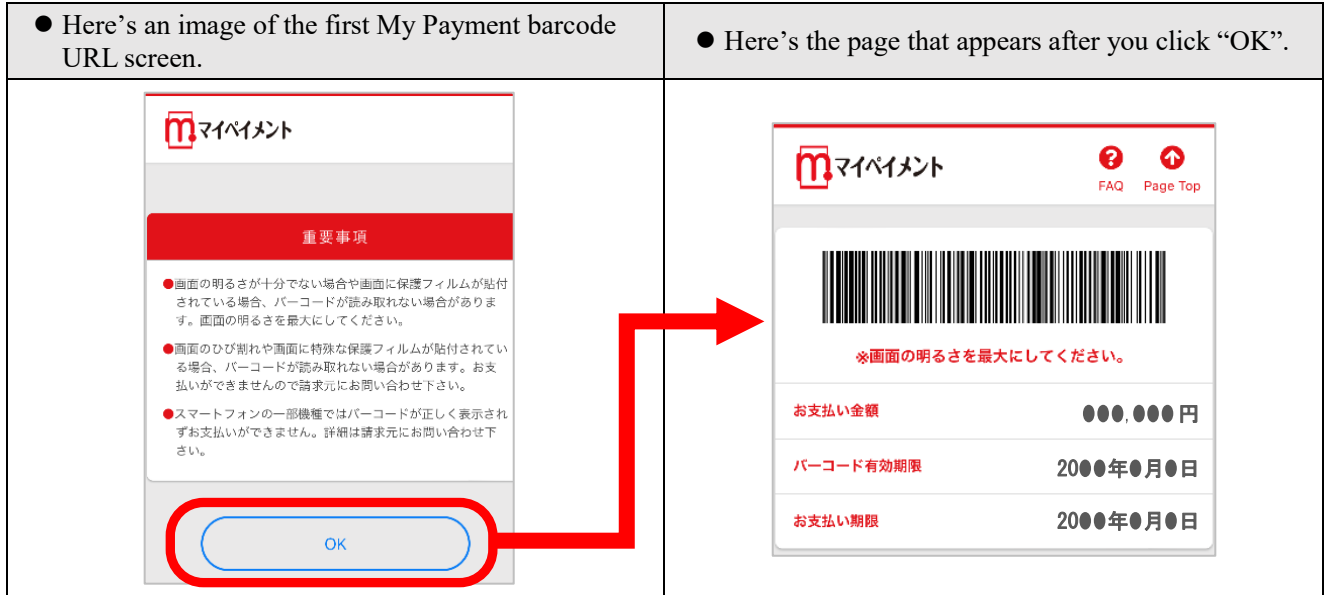 ● Here’s an image of the first My Payment barcode
URL screen.
● Here’s the page that appears after you click “OK”.
m.マイペイメント
重要事項
●画面の明るさが十分でない場合や画面に保護フィルムが貼付
されている場合、バーコードが読み取れない場合がありま
す。画面の明るさを最大にしてください。
●画面のひび割れや画面に特殊な保護フィルムが貼付されてい
る場合、バーコードが読み取れない場合があります。お支
払いができませんので請求元にお問い合わせ下さい。
●スマートフォンの一部機種ではバーコードが正しく表示され
ずお支払いができません。詳細は請求元にお問い合わせ下
さい。
OK
m.マイペイメント
? FAQ
Page Top
※画面の明るさを最大にしてください。
お支払い金額 ●●●,●●●円
バーコード有効期限 20●●年●月●日
お支払い期限 20●●年●月●日